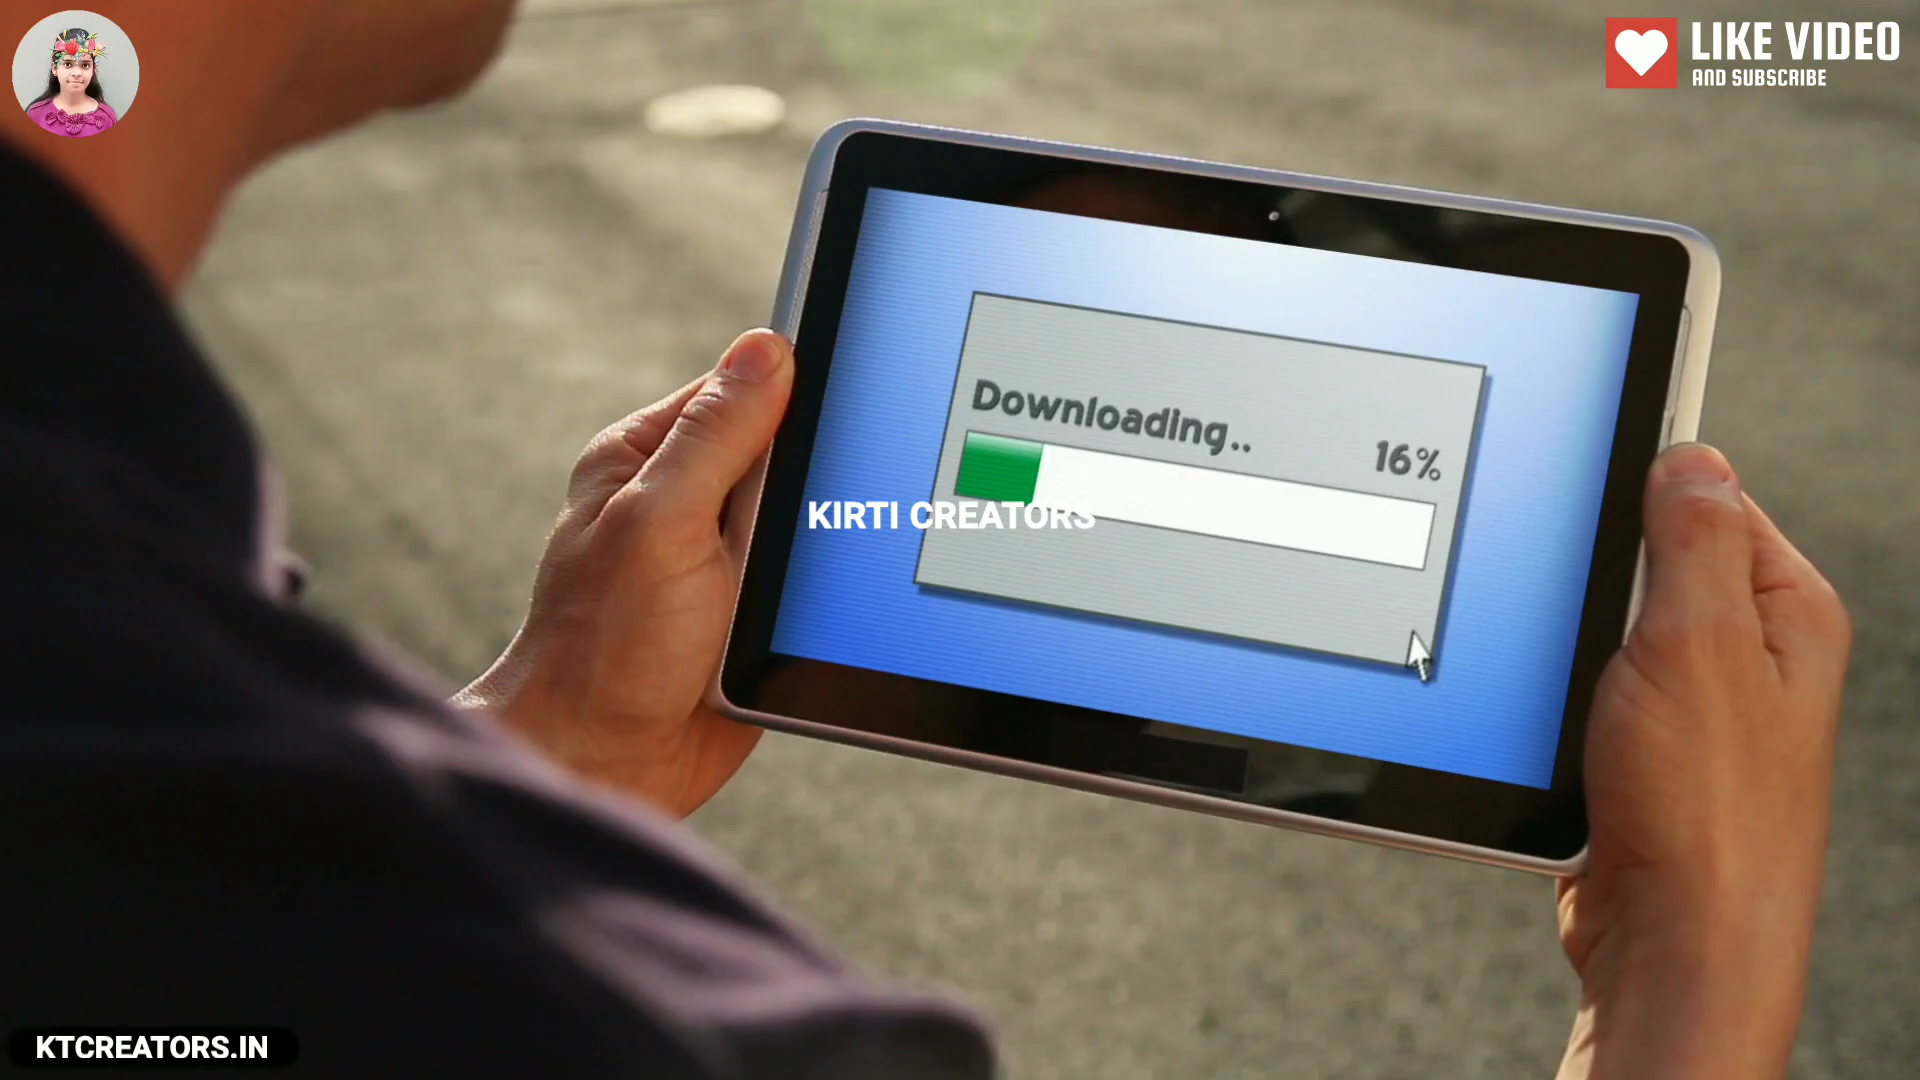 LIKE VIDEO
AND SUBSCRIBE
Downloading..
16%
KIRTI CREATORS
KTCREATORS.IN